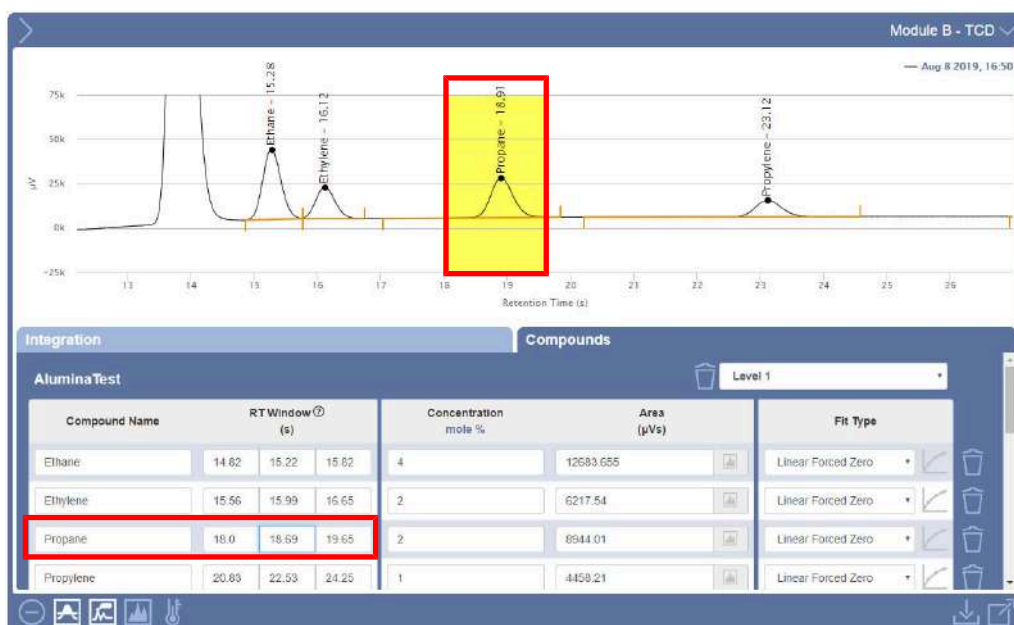 Module B - TCD
Aug 8 2019, 16:50
75k
50k
25k
0k
-25k
µV
Ethane - 15.28
Ethylene - 16.12
Propane - 18.91
Propylene - 23.12
13 14 15 16 17 18 19 20 21 22 23 24 25 26
Retention Time (s)
Integration
Compounds
AluminaTest
Level 1
Compound Name
RT Window ?
(s)
Concentration
mole %
Area
(µVs)
Fit Type
Ethane 14.82 15.22 15.82 4 12683.655 Linear Forced Zero
Ethylene 15.56 15.99 16.65 2 6217.54 Linear Forced Zero
Propane 18.0 18.69 19.65 2 8944.01 Linear Forced Zero
Propylene 20.83 22.53 24.25 1 4458.21 Linear Forced Zero